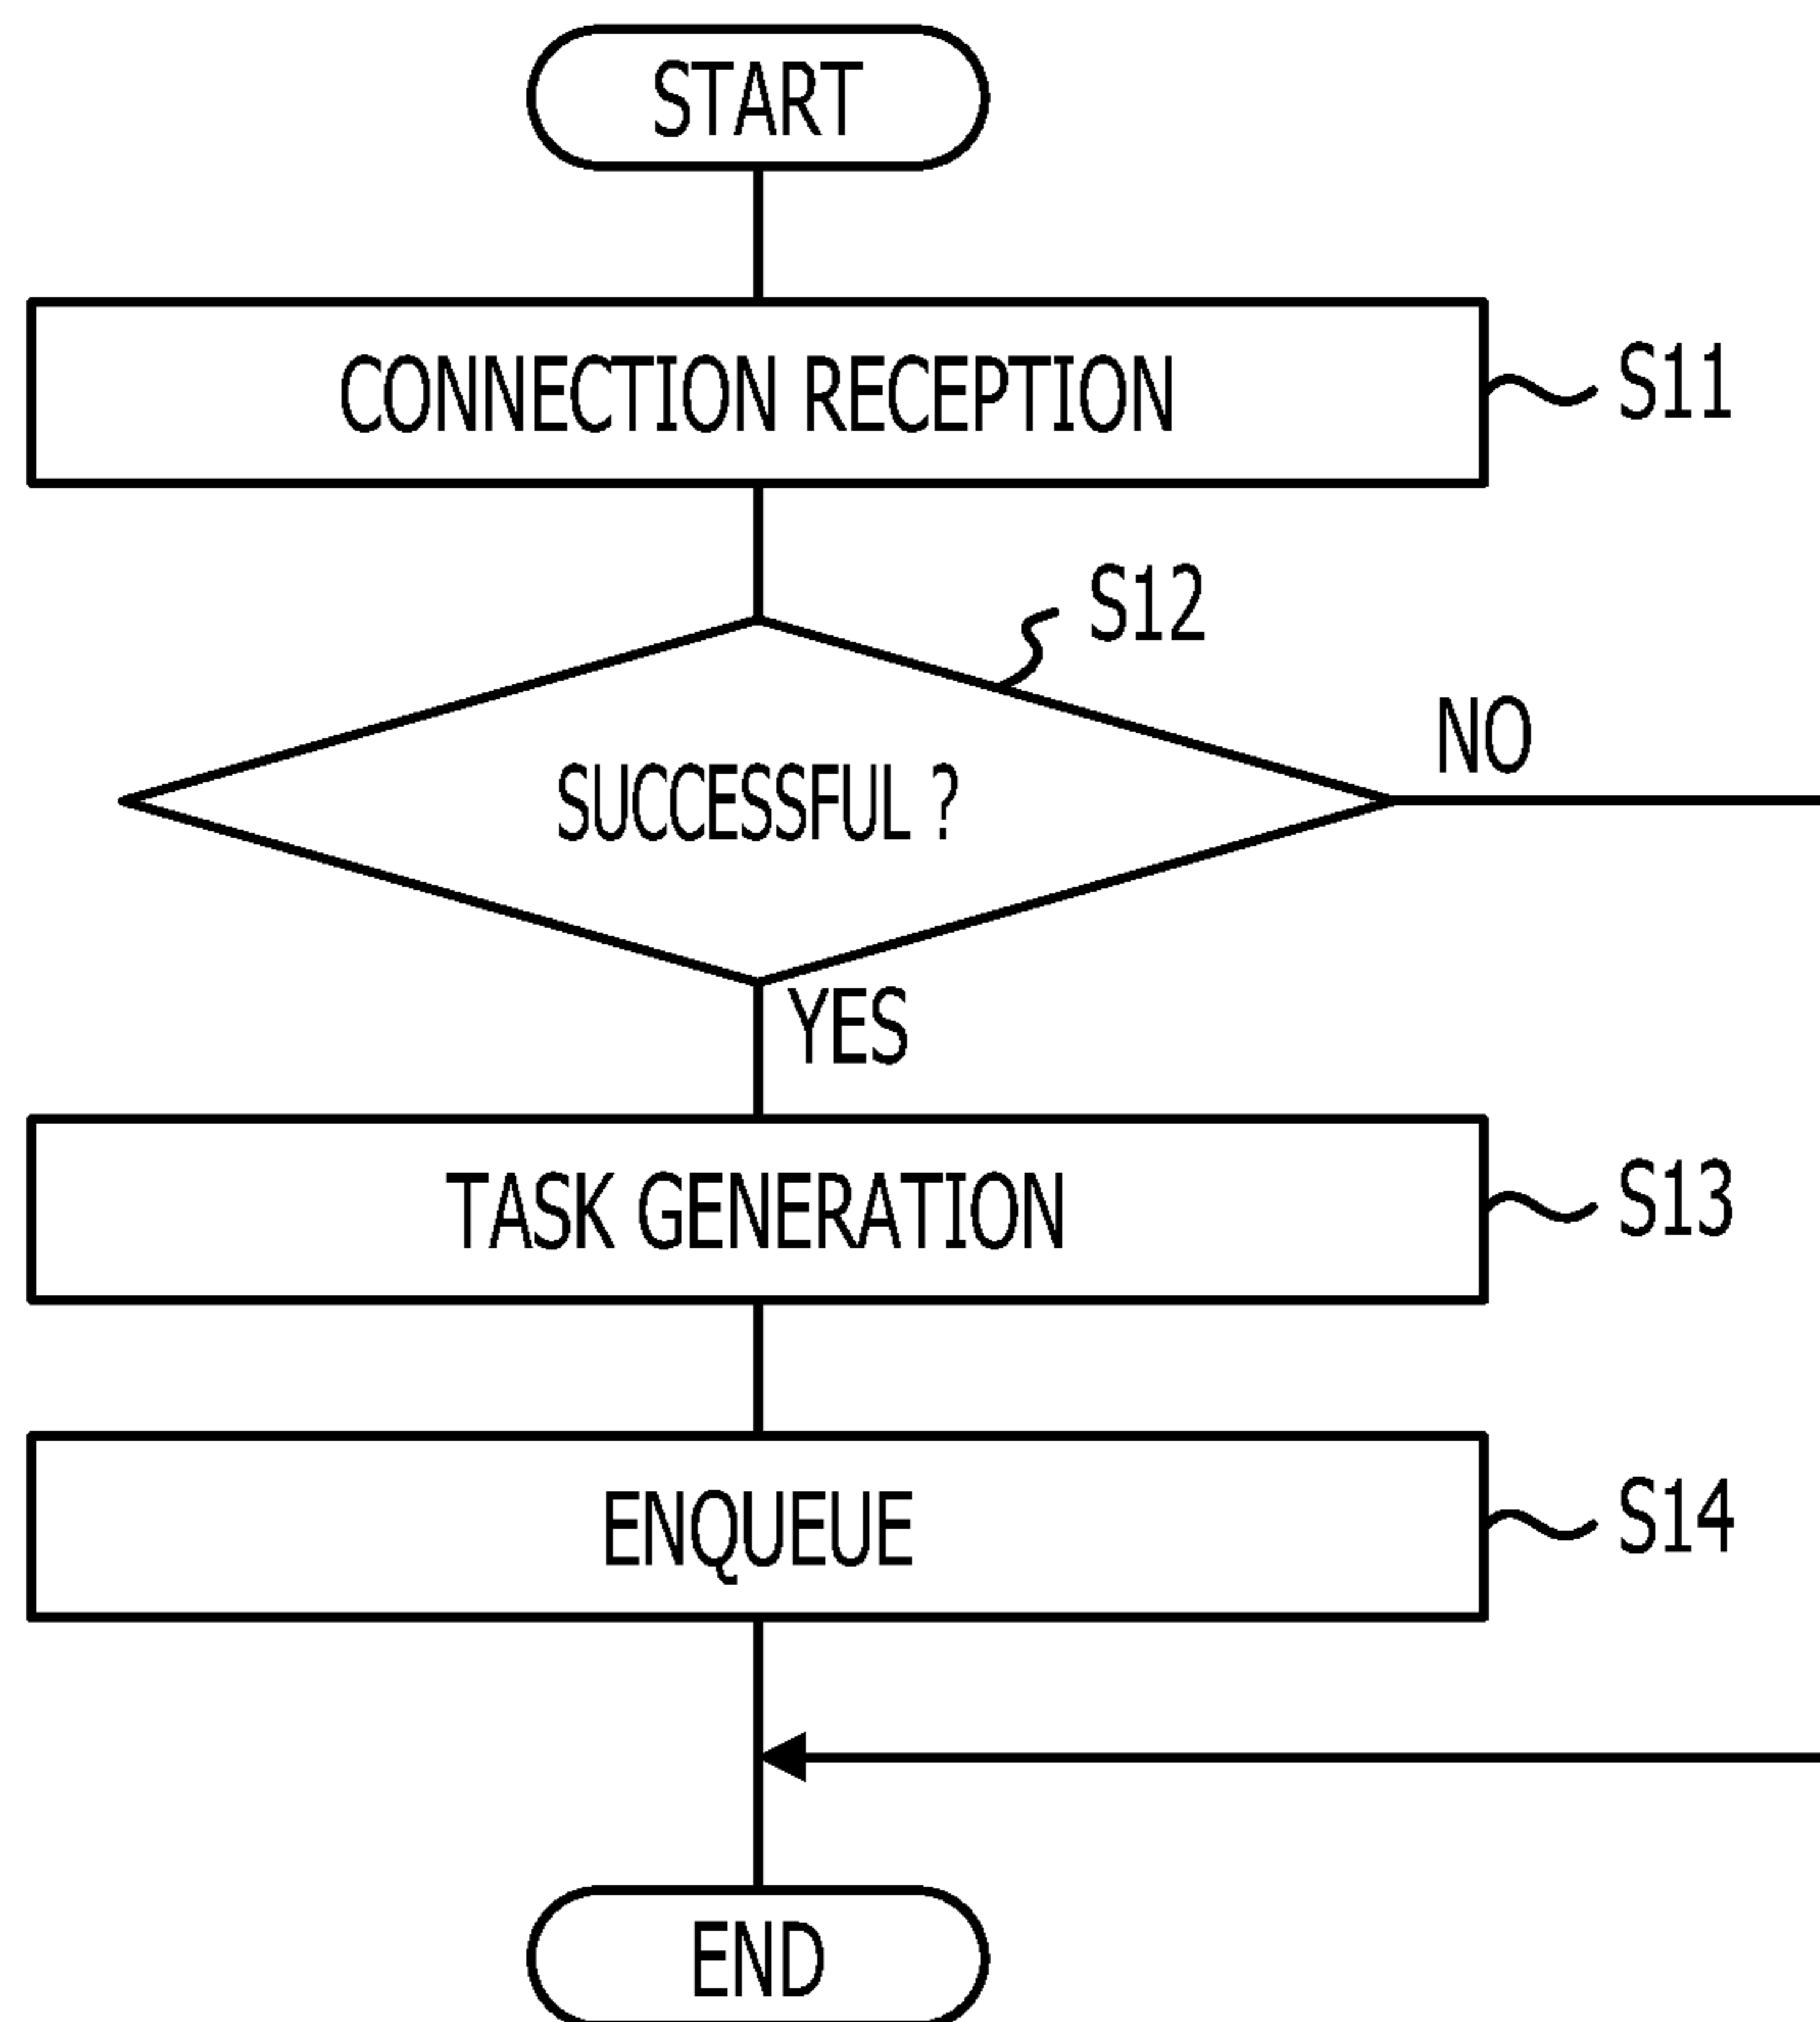 START
CONNECTION RECEPTION
S11
S12
SUCCESSFUL ?
NO
YES
TASK GENERATION
S13
ENQUEUE
S14
END